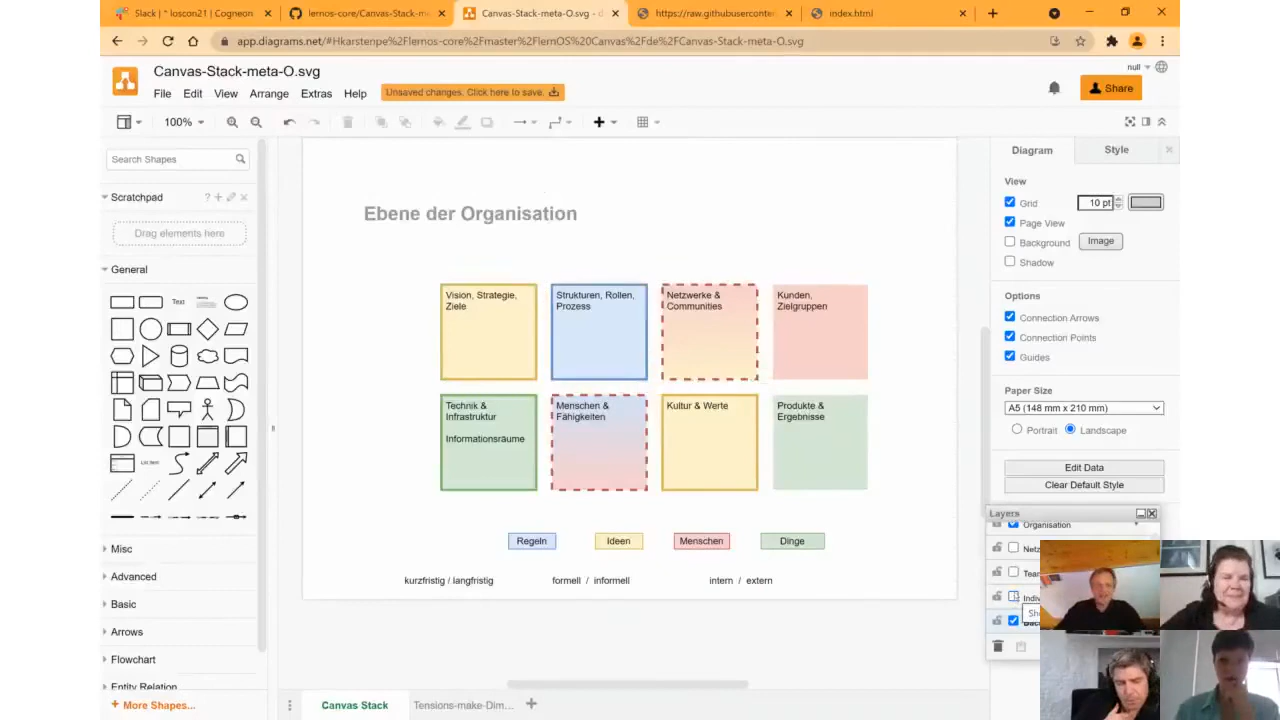 Slack | * loscon21 | Cogneon
lernos-core/Canvas-Stack-m
Canvas-Stack-meta-O.svg - d
https://raw.githubusercontent
index.html
app.diagrams.net/#Hkarstenpe%2Flernos-core%2Fmaster%2FlernOS%20Canvas%2Fde%2FCanvas-Stack-meta-O.svg
Canvas-Stack-meta-O.svg
null
File Edit View Arrange Extras Help
Unsaved changes. Click here to save.
Share
100%
Search Shapes
Scratchpad
Drag elements here
General
Text
List Item
Misc
Advanced
Basic
Arrows
Flowchart
Entity Relation
+ More Shapes...
Ebene der Organisation
Vision, Strategie,
Ziele
Strukturen, Rollen,
Prozess
Netzwerke &
Communities
Kunden,
Zielgruppen
Technik &
Infrastruktur
Informationsräume
Menschen &
Fähigkeiten
Kultur & Werte
Produkte &
Ergebnisse
Regeln
Ideen
Menschen
Dinge
kurzfristig / langfristig
formell / informell
intern / extern
Canvas Stack
Tensions-make-Dim...
Diagram
Style
View
Grid
10 pt
Page View
Background
Image
Shadow
Options
Connection Arrows
Connection Points
Guides
Paper Size
A5 (148 mm x 210 mm)
Portrait
Landscape
Edit Data
Clear Default Style
Layers
Organisation